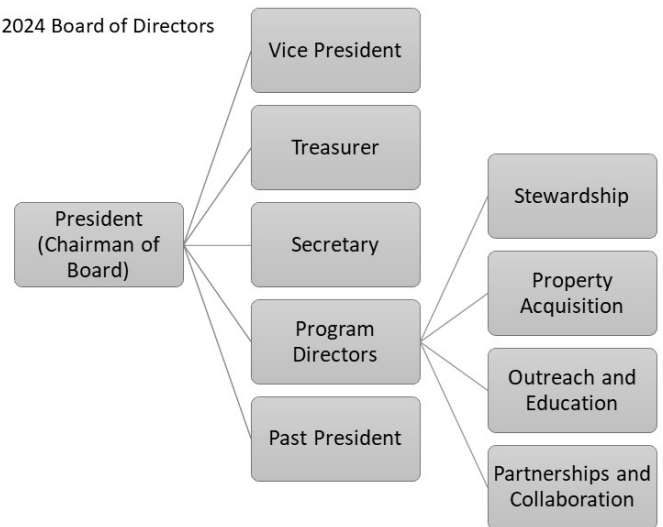 2024 Board of Directors
Vice President
Treasurer
President
(Chairman of
Board)
Secretary
Program
Directors
Past President
Stewardship
Property
Acquisition
Outreach and
Education
Partnerships and
Collaboration